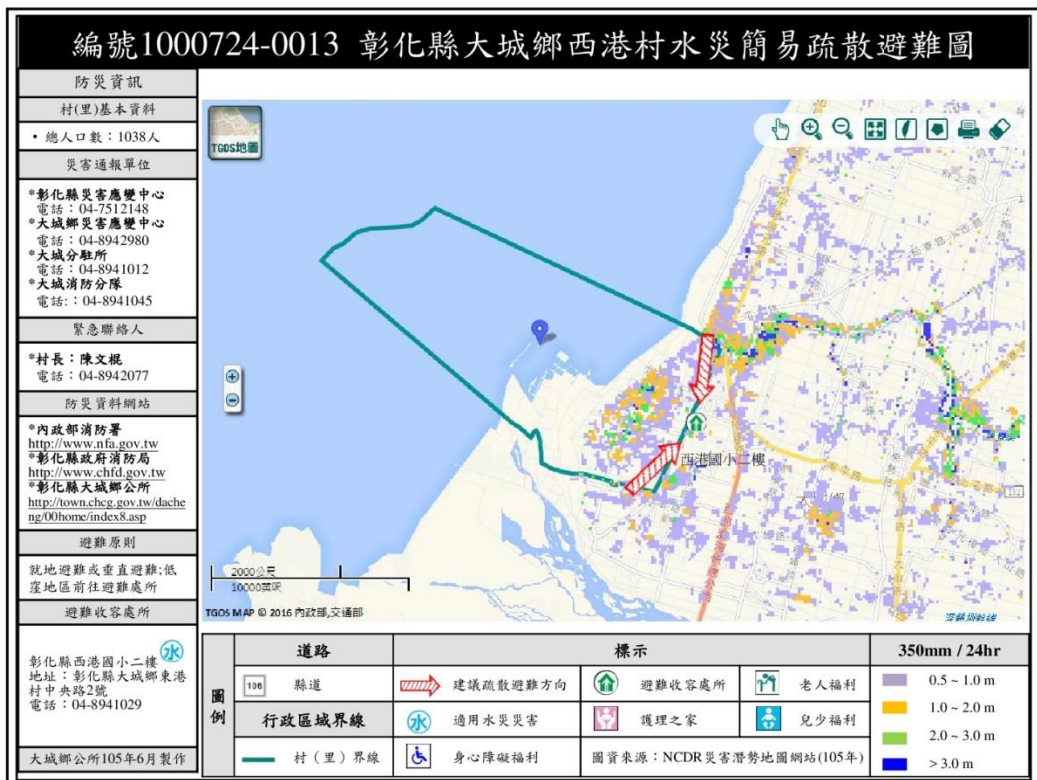 編號1000724-0013 彰化縣大城鄉西港村水災簡易疏散避難圖
防災資訊
村(里)基本資料
• 總人口數：1038人
災害通報單位
*彰化縣災害應變中心
電話：04-7512148
*大城鄉災害應變中心
電話：04-8942980
*大城分駐所
電話：04-8941012
*大城消防分隊
電話:：04-8941045
緊急聯絡人
*村長：陳文棍
電話：04-8942077
防災資料網站
*內政部消防署
http://www.nfa.gov.tw
*彰化縣政府消防局
http://www.chfd.gov.tw
*彰化縣大城鄉公所
http://town.chcg.gov.tw/dache
ng/00home/index8.asp
避難原則
就地避難或垂直避難;低
窪地區前往避難處所
避難收容處所
水
彰化縣西港國小二樓
地址：彰化縣大城鄉東港
村中央路2號
電話：04-8941029
大城鄉公所105年6月製作
TGOS地圖
西港國小二樓
2000公尺
10000英呎
TGOS MAP © 2016 內政部,交通部
圖例
道路
106 縣道
行政區域界線
村（里）界線
標示
建議疏散避難方向
避難收容處所
老人福利
水 適用水災災害
護理之家
兒少福利
身心障礙福利
圖資來源：NCDR災害潛勢地圖網站(105年)
350mm / 24hr
0.5 ~ 1.0 m
1.0 ~ 2.0 m
2.0 ~ 3.0 m
> 3.0 m